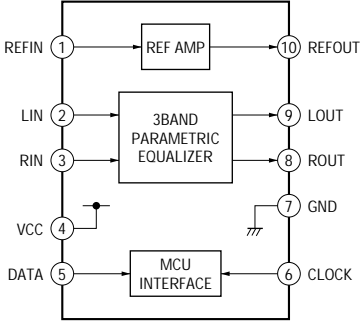 REFIN 1 REF AMP 10 REFOUT
LIN 2 9 LOUT
3BAND
PARAMETRIC
EQUALIZER
RIN 3 8 ROUT
7 GND
VCC 4
DATA 5 MCU
INTERFACE 6 CLOCK